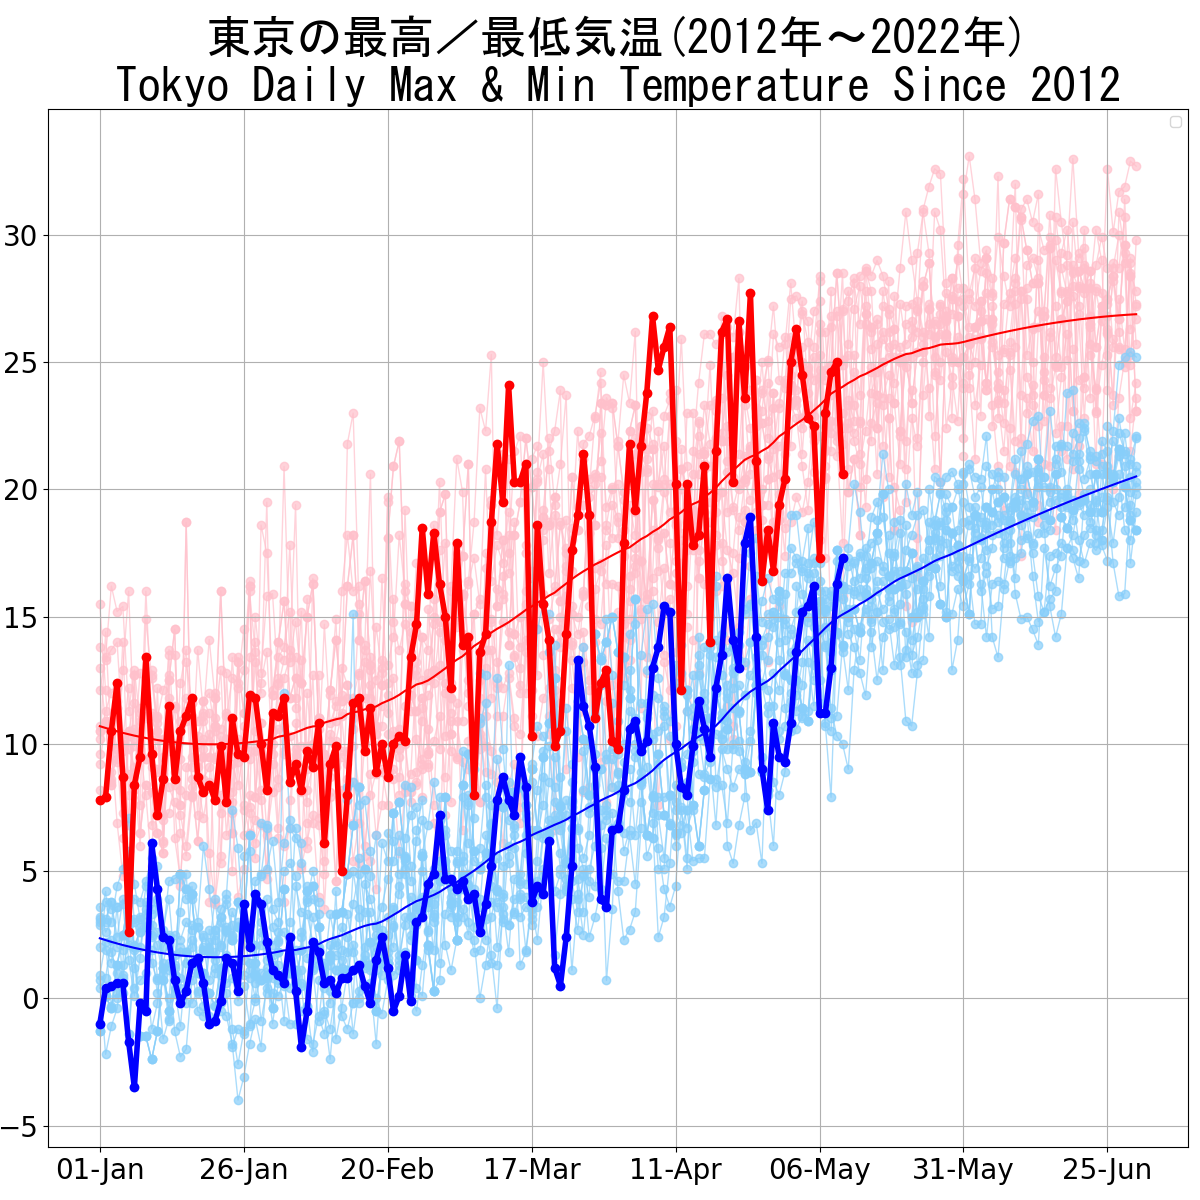 東京の最高／最低気温(2012年～2022年)
Tokyo Daily Max & Min Temperature Since 2012
30
25
20
15
10
5
0
−5
01-Jan 26-Jan 20-Feb 17-Mar 11-Apr 06-May 31-May 25-Jun